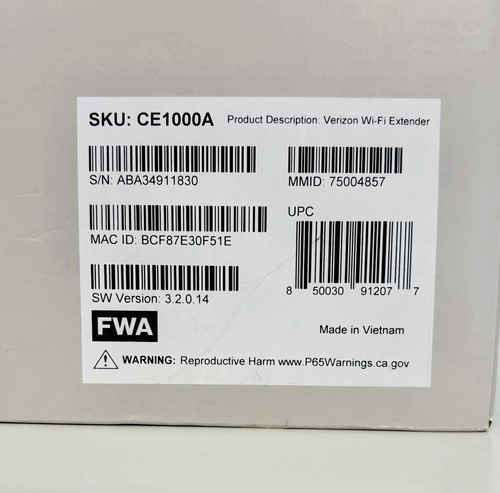 SKU: CE1000A Product Description: Verizon Wi-Fi Extender
S/N: ABA34911830
MMID: 75004857
MAC ID: BCF87E30F51E
UPC
8 50030 91207 7
SW Version: 3.2.0.14
FWA
Made in Vietnam
WARNING: Reproductive Harm www.P65Warnings.ca.gov